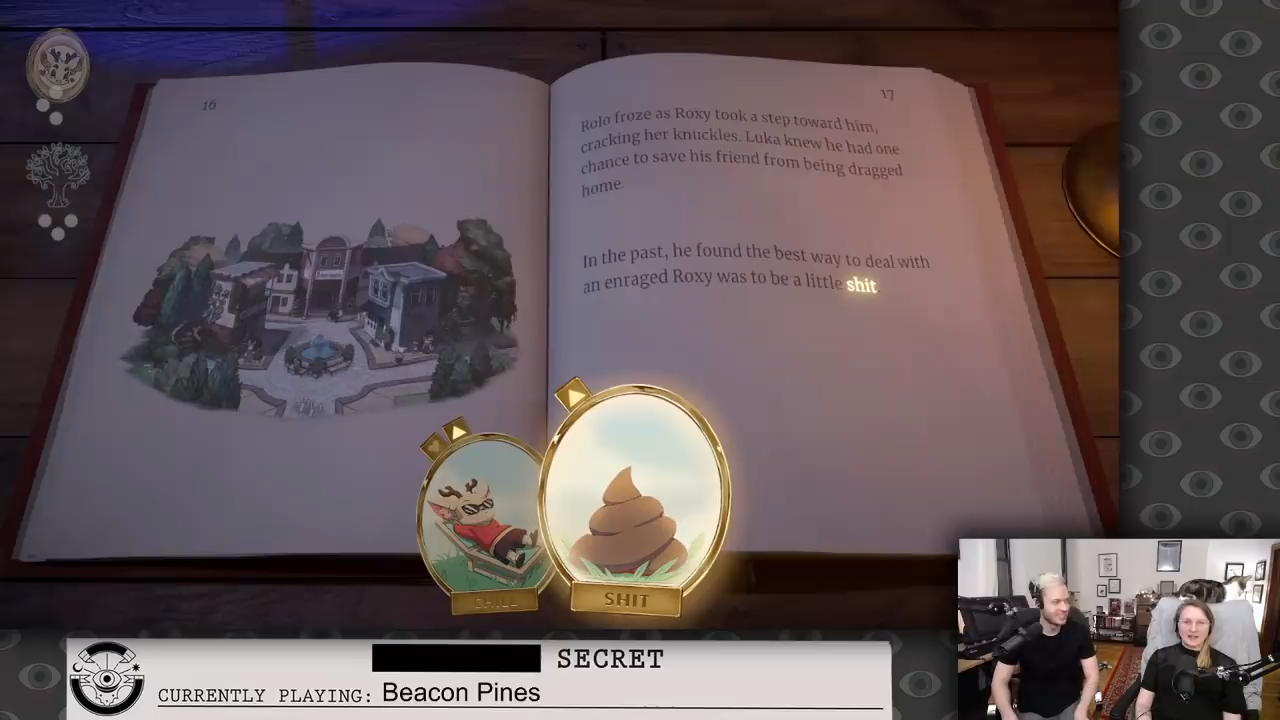 16
17
Rolo froze as Roxy took a step toward him,
cracking her knuckles. Luka knew he had one
chance to save his friend from being dragged
home.
In the past, he found the best way to deal with
an enraged Roxy was to be a little shit
CHILL
SHIT
SECRET
CURRENTLY PLAYING: Beacon Pines